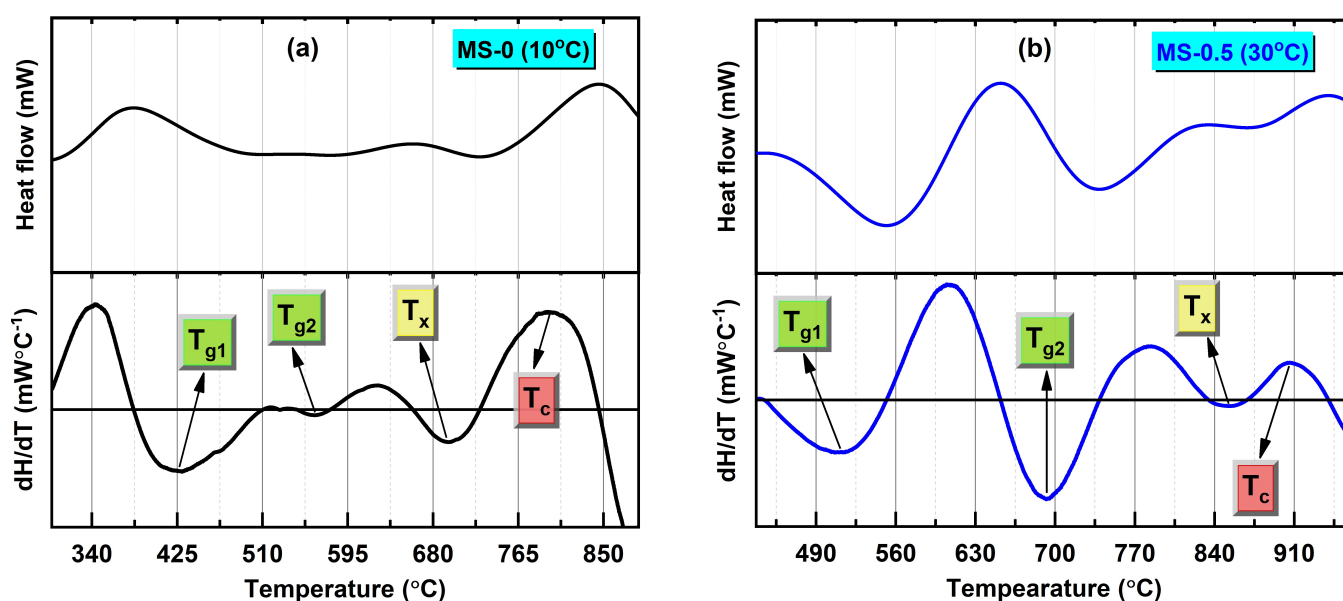 (a)
MS-0 (10°C)
Heat flow (mW)
dH/dT (mW°C⁻¹)
Tg1
Tg2
Tx
Tc
340 425 510 595 680 765 850
Temperature (°C)
(b)
MS-0.5 (30°C)
Heat flow (mW)
dH/dT (mW°C⁻¹)
Tg1
Tg2
Tx
Tc
490 560 630 700 770 840 910
Tempearature (°C)